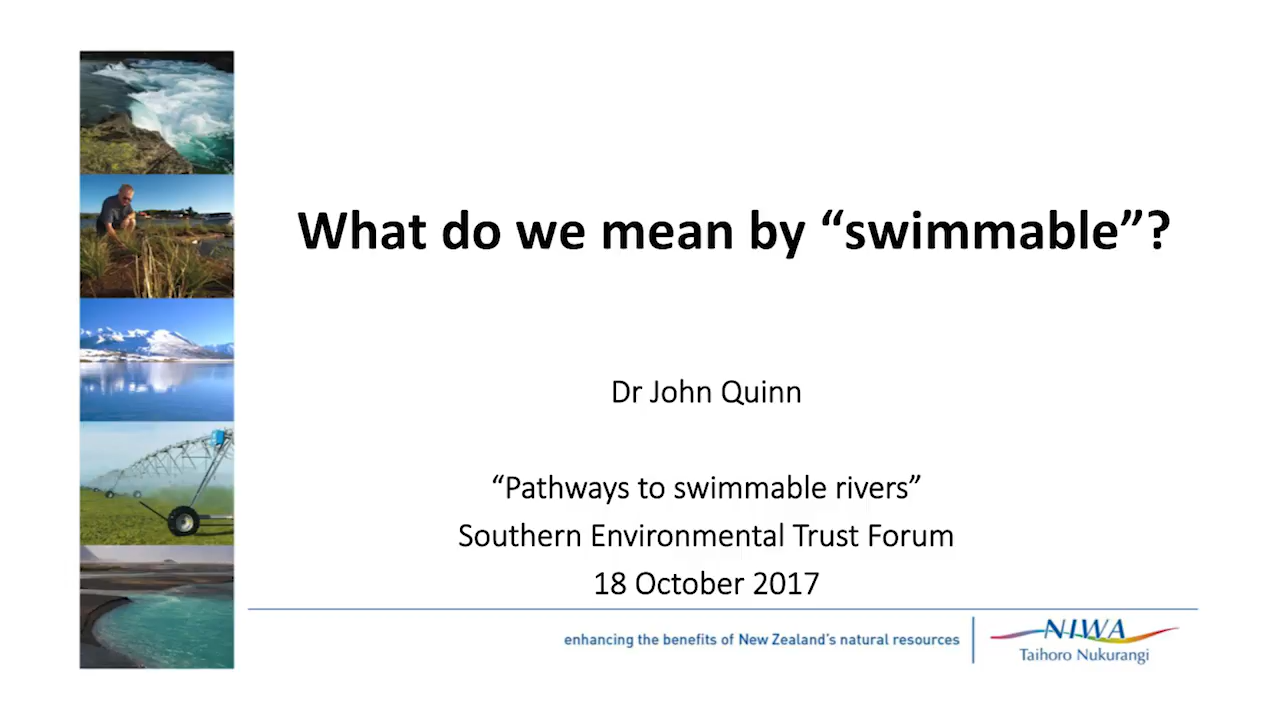 What do we mean by “swimmable”?
Dr John Quinn
“Pathways to swimmable rivers”
Southern Environmental Trust Forum
18 October 2017
enhancing the benefits of New Zealand’s natural resources
NIWA
Taihoro Nukurangi